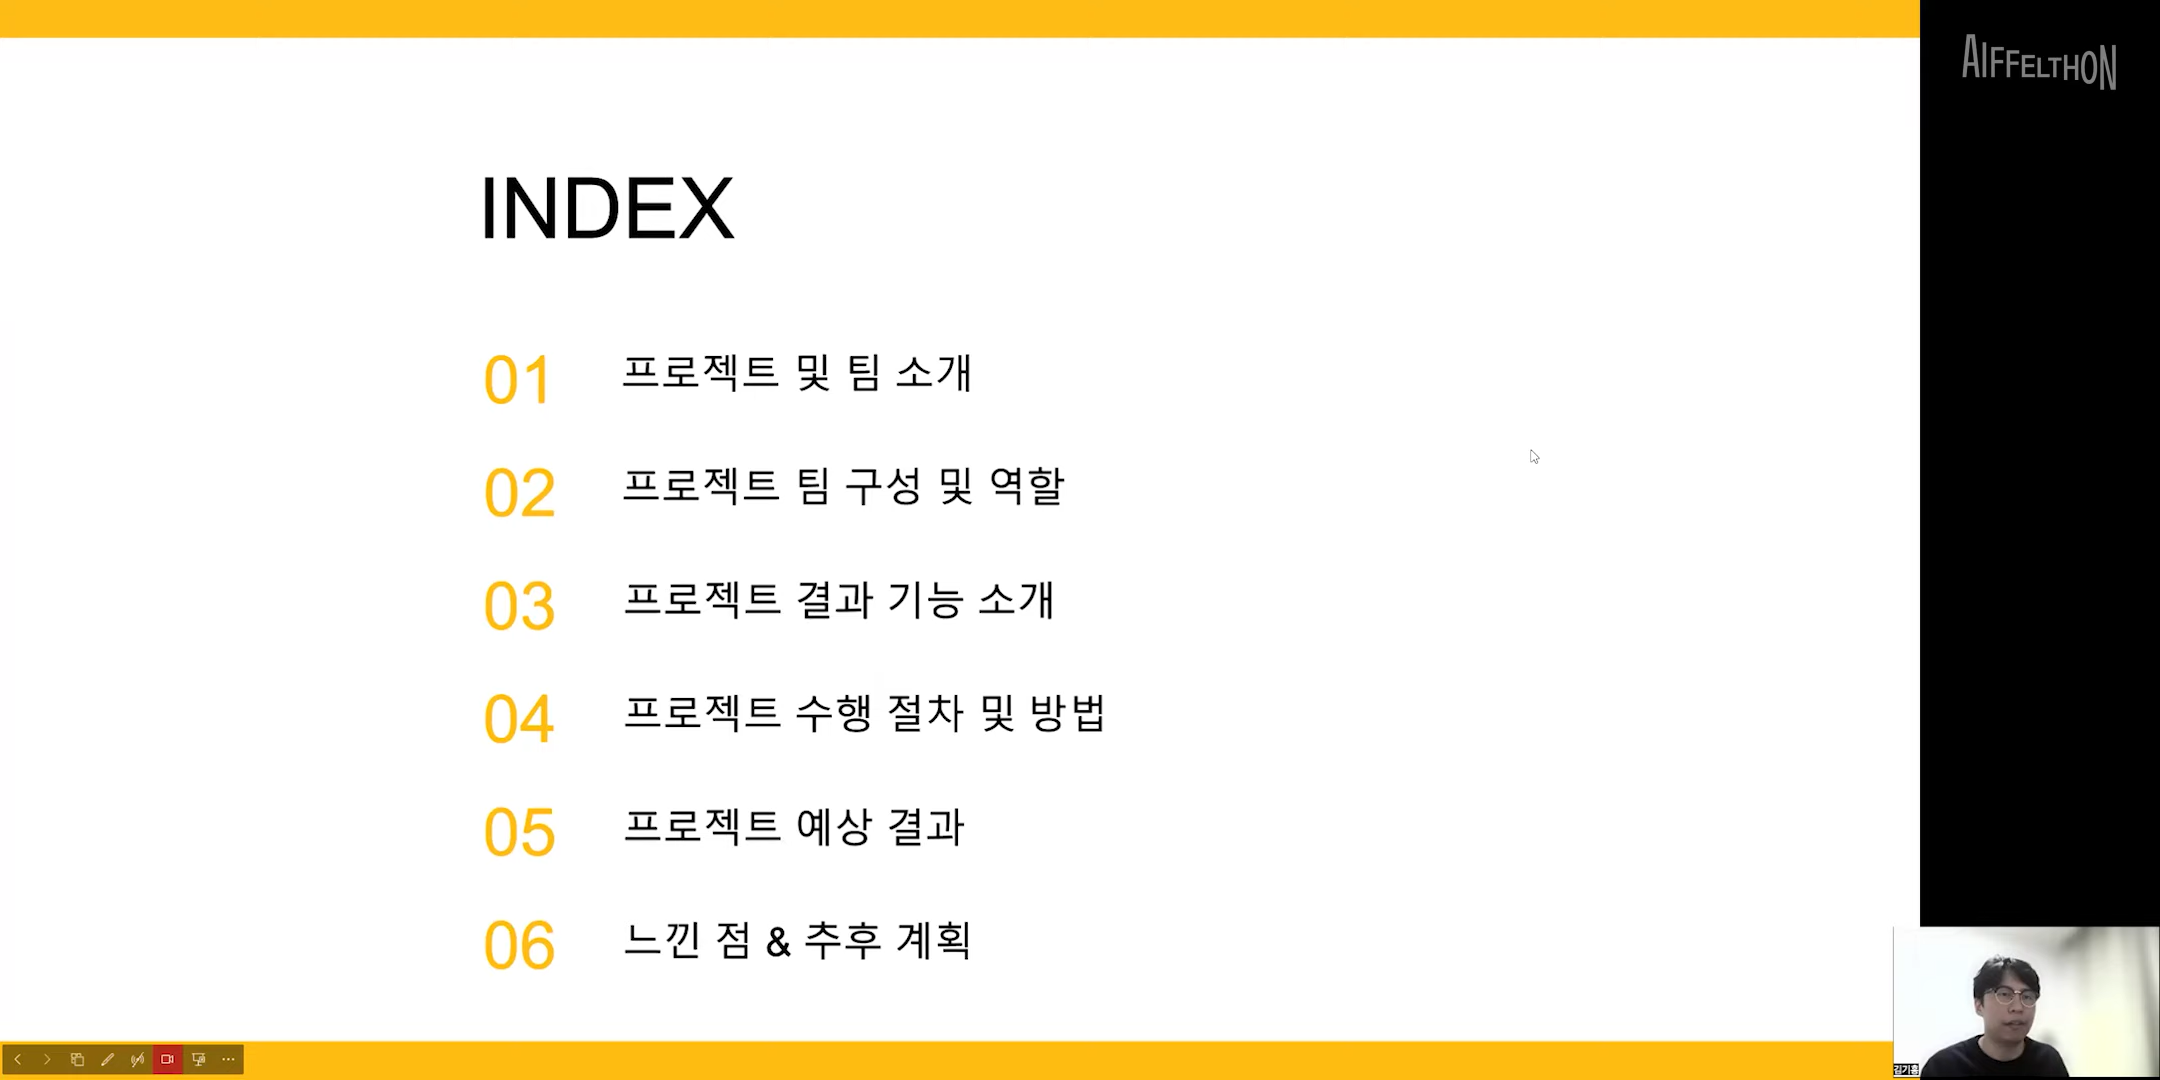 AIFFELTHON
INDEX
01 프로젝트 및 팀 소개
02 프로젝트 팀 구성 및 역할
03 프로젝트 결과 기능 소개
04 프로젝트 수행 절차 및 방법
05 프로젝트 예상 결과
06 느낀 점 & 추후 계획
김기홍